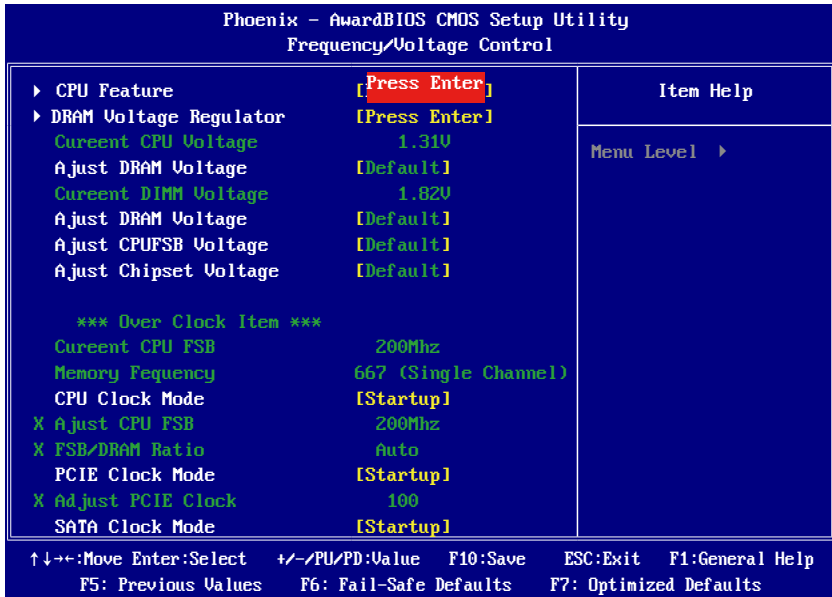 Phoenix - AwardBIOS CMOS Setup Utility
Frequency/Voltage Control
CPU Feature [Press Enter] Item Help
DRAM Voltage Regulator [Press Enter]
Cureent CPU Voltage 1.31V
Menu Level
Ajust DRAM Voltage [Default]
Cureent DIMM Voltage 1.82V
Ajust DRAM Voltage [Default]
Ajust CPUFSB Voltage [Default]
Ajust Chipset Voltage [Default]
*** Over Clock Item ***
Cureent CPU FSB 200Mhz
Memory Fequency 667 (Single Channel)
CPU Clock Mode [Startup]
X Ajust CPU FSB 200Mhz
X FSB/DRAM Ratio Auto
PCIE Clock Mode [Startup]
X Adjust PCIE Clock 100
SATA Clock Mode [Startup]
↑↓→←:Move Enter:Select +/-/PU/PD:Value F10:Save ESC:Exit F1:General Help
F5: Previous Values F6: Fail-Safe Defaults F7: Optimized Defaults